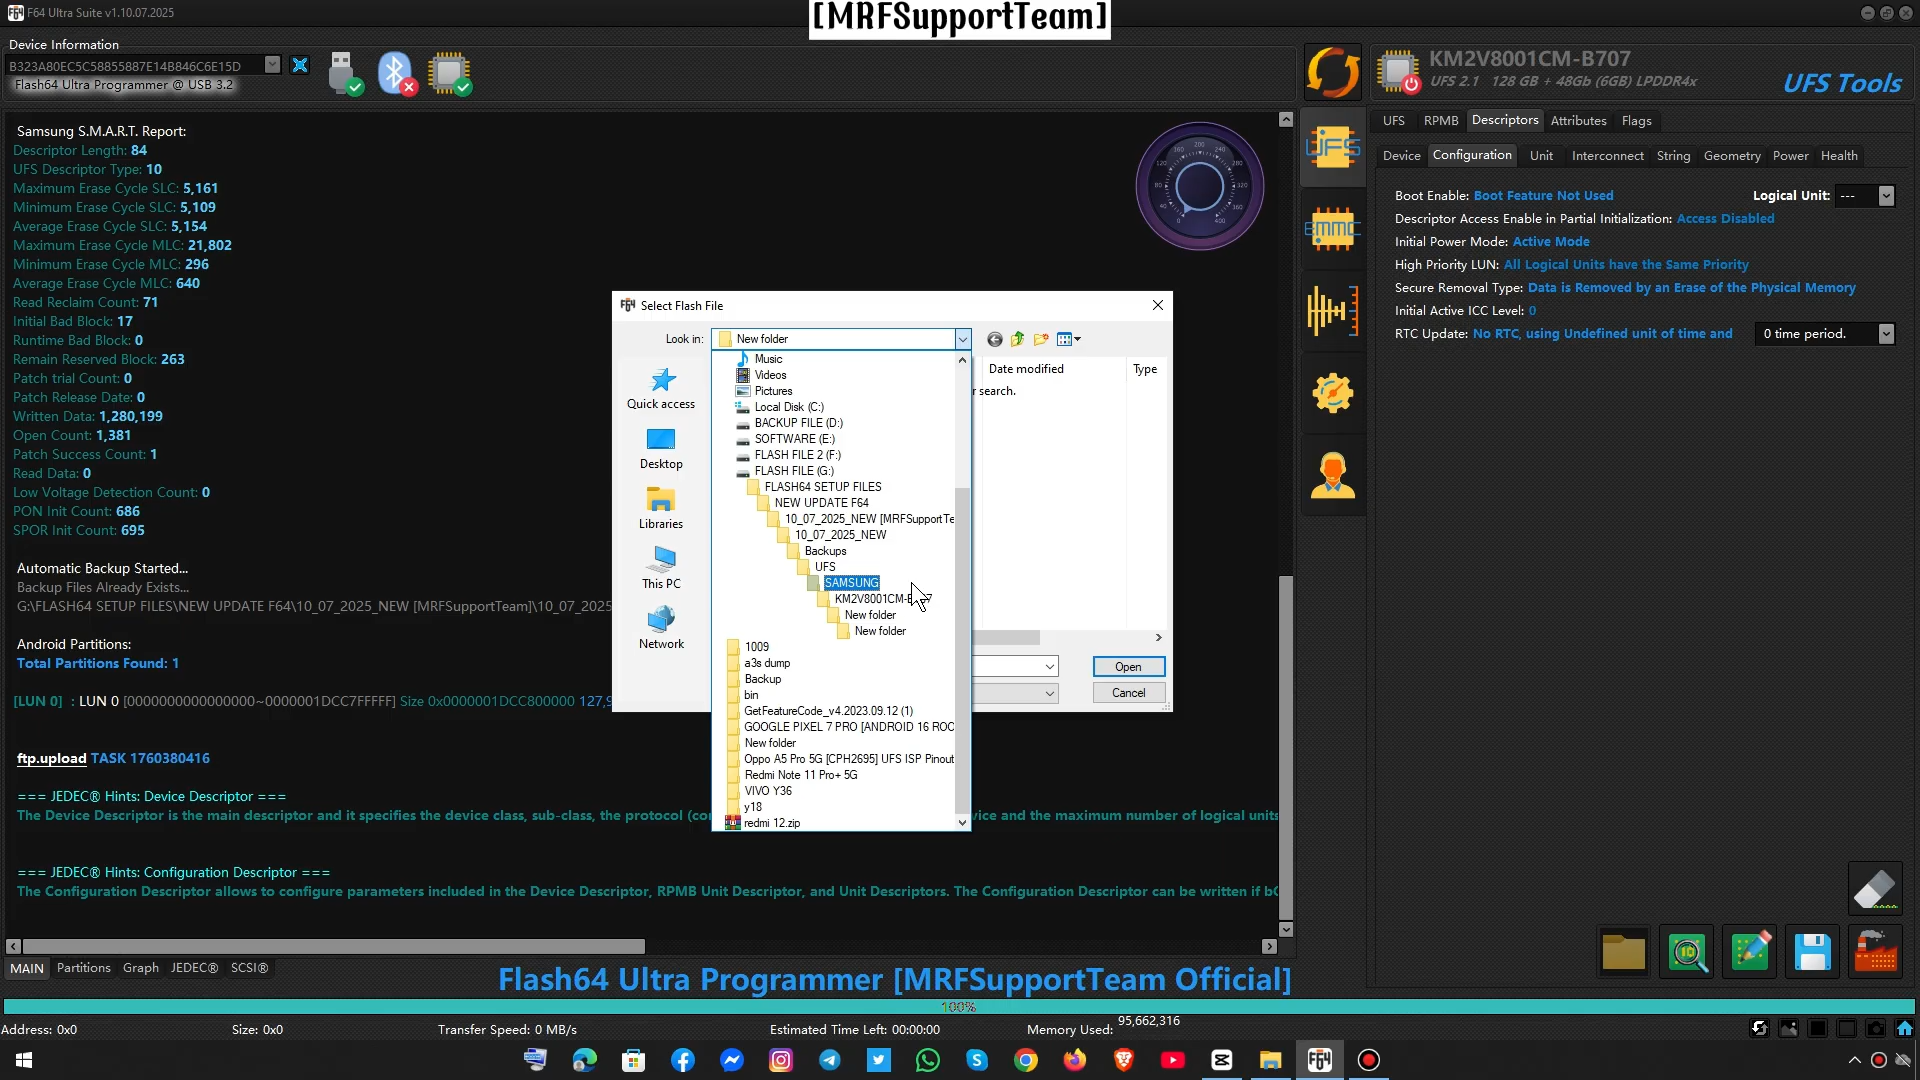 F64 Ultra Suite v1.10.07.2025
[MRFSupportTeam]
Device Information
B323A80EC5C58855887E14B846C6E15D
Flash64 Ultra Programmer @ USB 3.2
KM2V8001CM-B707
UFS 2.1 128 GB + 48Gb (6GB) LPDDR4x
UFS Tools
UFS RPMB Descriptors Attributes Flags
Device Configuration Unit Interconnect String Geometry Power Health
Boot Enable: Boot Feature Not Used
Logical Unit: ---
Descriptor Access Enable in Partial Initialization: Access Disabled
Initial Power Mode: Active Mode
High Priority LUN: All Logical Units have the Same Priority
Secure Removal Type: Data is Removed by an Erase of the Physical Memory
Initial Active ICC Level: 0
RTC Update: No RTC, using Undefined unit of time and 0 time period.
UFS
EMMC
Samsung S.M.A.R.T. Report:
Descriptor Length: 84
UFS Descriptor Type: 10
Maximum Erase Cycle SLC: 5,161
Minimum Erase Cycle SLC: 5,109
Average Erase Cycle SLC: 5,154
Maximum Erase Cycle MLC: 21,802
Minimum Erase Cycle MLC: 296
Average Erase Cycle MLC: 640
Read Reclaim Count: 71
Initial Bad Block: 17
Runtime Bad Block: 0
Remain Reserved Block: 263
Patch trial Count: 0
Patch Release Date: 0
Written Data: 1,280,199
Open Count: 1,381
Patch Success Count: 1
Read Data: 0
Low Voltage Detection Count: 0
PON Init Count: 686
SPOR Init Count: 695
Automatic Backup Started...
Backup Files Already Exists...
G:\FLASH64 SETUP FILES\NEW UPDATE F64\10_07_2025_NEW [MRFSupportTeam]\10_07_2025
Android Partitions:
Total Partitions Found: 1
[LUN 0] : LUN 0 [0000000000000000~0000001DCC7FFFFF] Size 0x0000001DCC800000 127,9
ftp.upload TASK 1760380416
=== JEDEC® Hints: Device Descriptor ===
The Device Descriptor is the main descriptor and it specifies the device class, sub-class, the protocol (co
vice and the maximum number of logical units
=== JEDEC® Hints: Configuration Descriptor ===
The Configuration Descriptor allows to configure parameters included in the Device Descriptor, RPMB Unit Descriptor, and Unit Descriptors. The Configuration Descriptor can be written if bC
0 40 80 120 160 200 240 280 320 360 400
Select Flash File
Look in: New folder
Quick access
Desktop
Libraries
This PC
Network
Music
Videos
Pictures
Local Disk (C:)
BACKUP FILE (D:)
SOFTWARE (E:)
FLASH FILE 2 (F:)
FLASH FILE (G:)
FLASH64 SETUP FILES
NEW UPDATE F64
10_07_2025_NEW [MRFSupportTe
10_07_2025_NEW
Backups
UFS
SAMSUNG
KM2V8001CM-B 7
New folder
New folder
1009
a3s dump
Backup
bin
GetFeatureCode_v4.2023.09.12 (1)
GOOGLE PIXEL 7 PRO [ANDROID 16 ROO
New folder
Oppo A5 Pro 5G [CPH2695] UFS ISP Pinout
Redmi Note 11 Pro+ 5G
VIVO Y36
y18
redmi 12.zip
Date modified Type
r search.
Open
Cancel
MAIN Partitions Graph JEDEC® SCSI®
Flash64 Ultra Programmer [MRFSupportTeam Official]
100%
Address: 0x0 Size: 0x0 Transfer Speed: 0 MB/s Estimated Time Left: 00:00:00 Memory Used: 95,662,316
F64